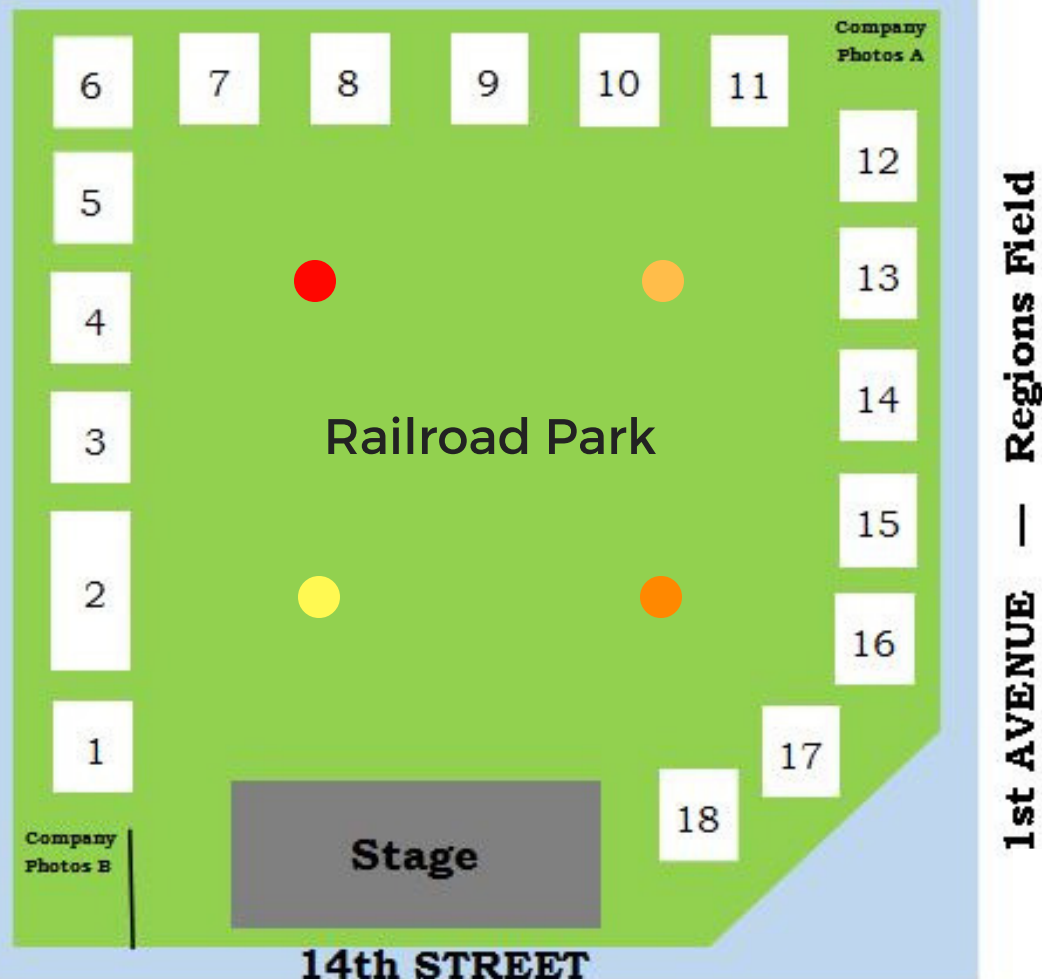 Company
Photos A
6
7
8
9
10
11
12
5
13
4
14
3
Railroad Park
15
2
16
1
17
18
Company
Photos B
Stage
14th STREET
1st AVENUE — Regions Field